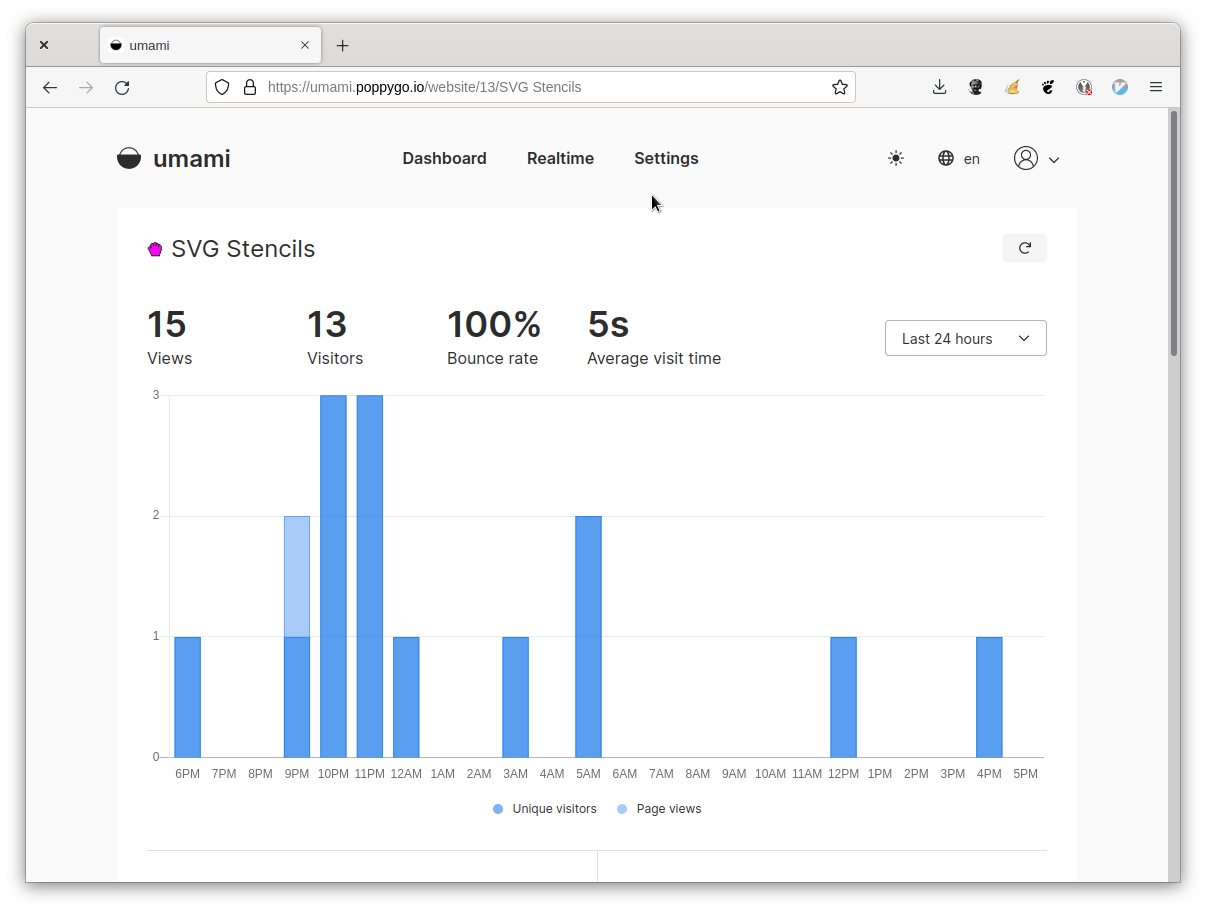 umami
https://umami.poppygo.io/website/13/SVG Stencils
umami Dashboard Realtime Settings en
SVG Stencils
15 13 100% 5s
Views Visitors Bounce rate Average visit time
Last 24 hours
3
2
1
0
6PM 7PM 8PM 9PM 10PM 11PM 12AM 1AM 2AM 3AM 4AM 5AM 6AM 7AM 8AM 9AM 10AM 11AM 12PM 1PM 2PM 3PM 4PM 5PM
Unique visitors Page views